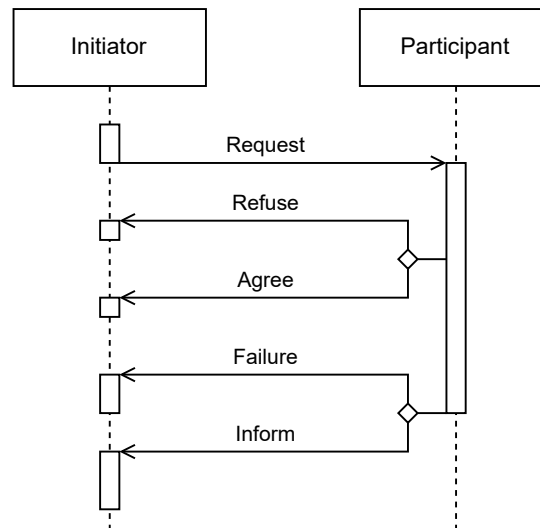 Initiator
Participant
Request
Refuse
Agree
Failure
Inform